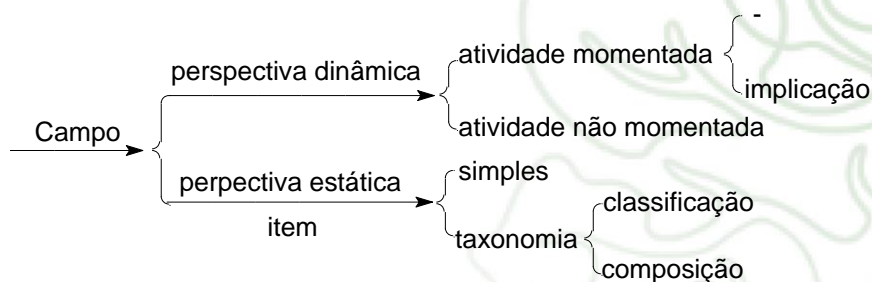 -
perspectiva dinâmica
atividade momentada
implicação
Campo
atividade não momentada
perpectiva estática
item
simples
classificação
taxonomia
composição